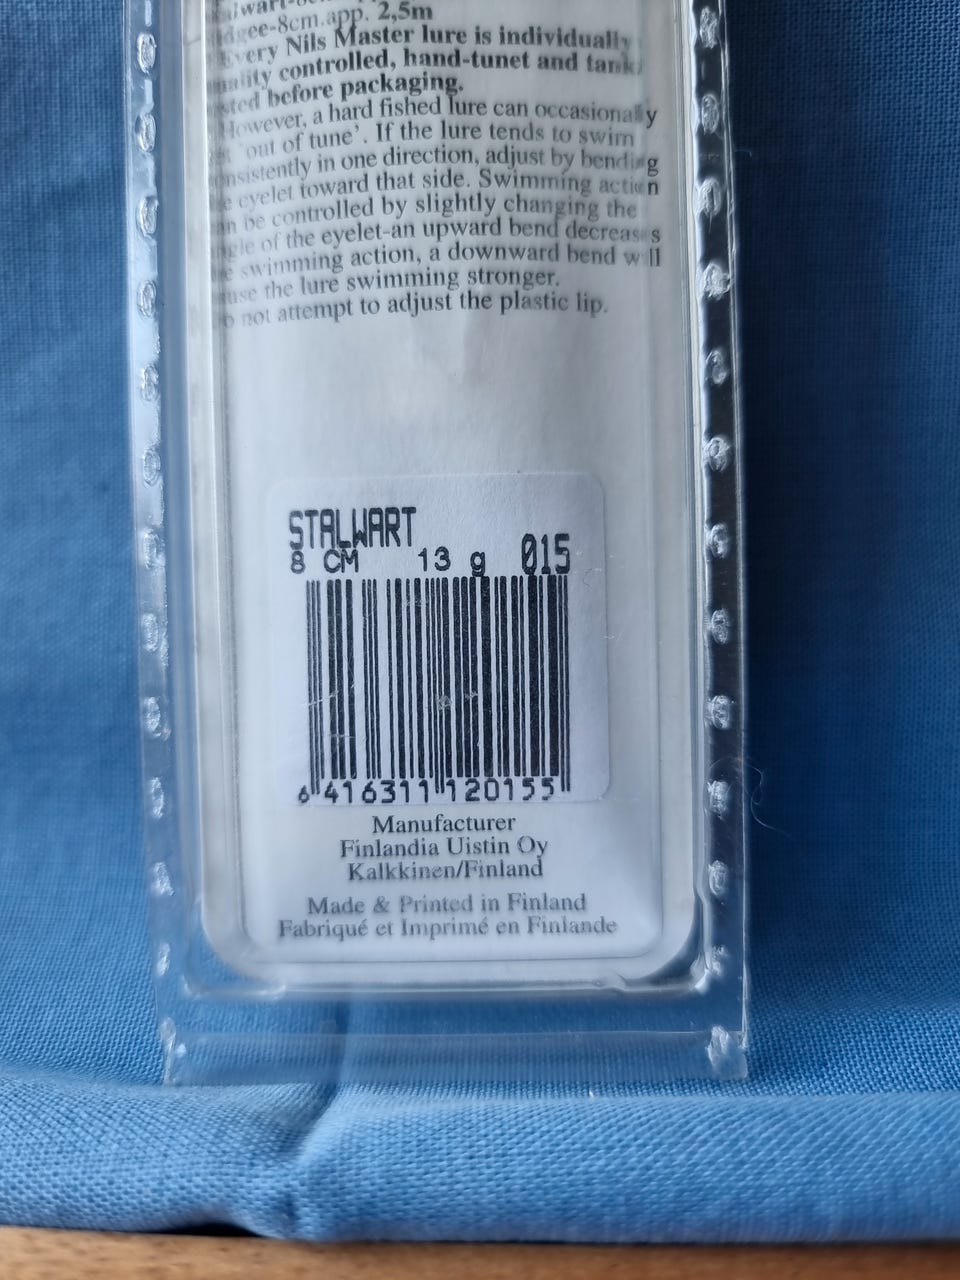 2,5m
Every Nils Master lure is individually
quality controlled, hand-tunet and tank
before packaging.
However, a hard fished lure can occasionally
'out of tune'. If the lure tends to swim
consistently in one direction, adjust by bending
eyelet toward that side. Swimming action
be controlled by slightly changing the
of the eyelet-an upward bend decreases
swimming action, a downward bend will
the lure swimming stronger.
not attempt to adjust the plastic lip.
STALWART
8 CM 13 g 015
6 416311 120155
Manufacturer
Finlandia Uistin Oy
Kalkkinen/Finland
Made & Printed in Finland
Fabriqué et Imprimé en Finlande